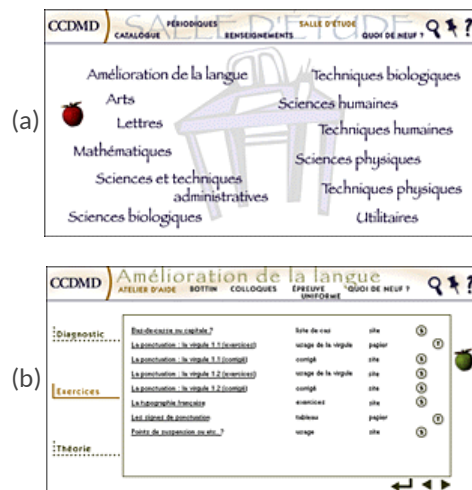 CCDMD
SALLE D'ÉTUDE
PÉRIODIQUES
SALLE D'ÉTUDE
CATALOGUE
RENSEIGNEMENTS
QUOI DE NEUF ?
?
(a)
Amélioration de la langue
Techniques biologiques
Arts
Sciences humaines
Lettres
Techniques humaines
Mathématiques
Sciences physiques
Sciences et techniques
administratives
Techniques physiques
Sciences biologiques
Utilitaires
CCDMD
Amélioration de la langue
ATELIER D'AIDE BOTTIN COLLOQUES ÉPREUVE UNIFORME QUOI DE NEUF ?
?
(b)
Diagnostic
Exercices
Théorie
Bas-de-casse ou capitale ? liste de cas site S
La ponctuation : la virgule 1.1 (exercices) usage de la virgule papier T
La ponctuation : la virgule 1.1 (corrigé) corrigé site S
La ponctuation : la virgule 1.2 (exercices) usage de la virgule site S
La ponctuation : la virgule 1.2 (corrigé) corrigé site S
La typographie française exercices site S
Les signes de ponctuation tableau papier T
Points de suspension ou etc..? usage site S